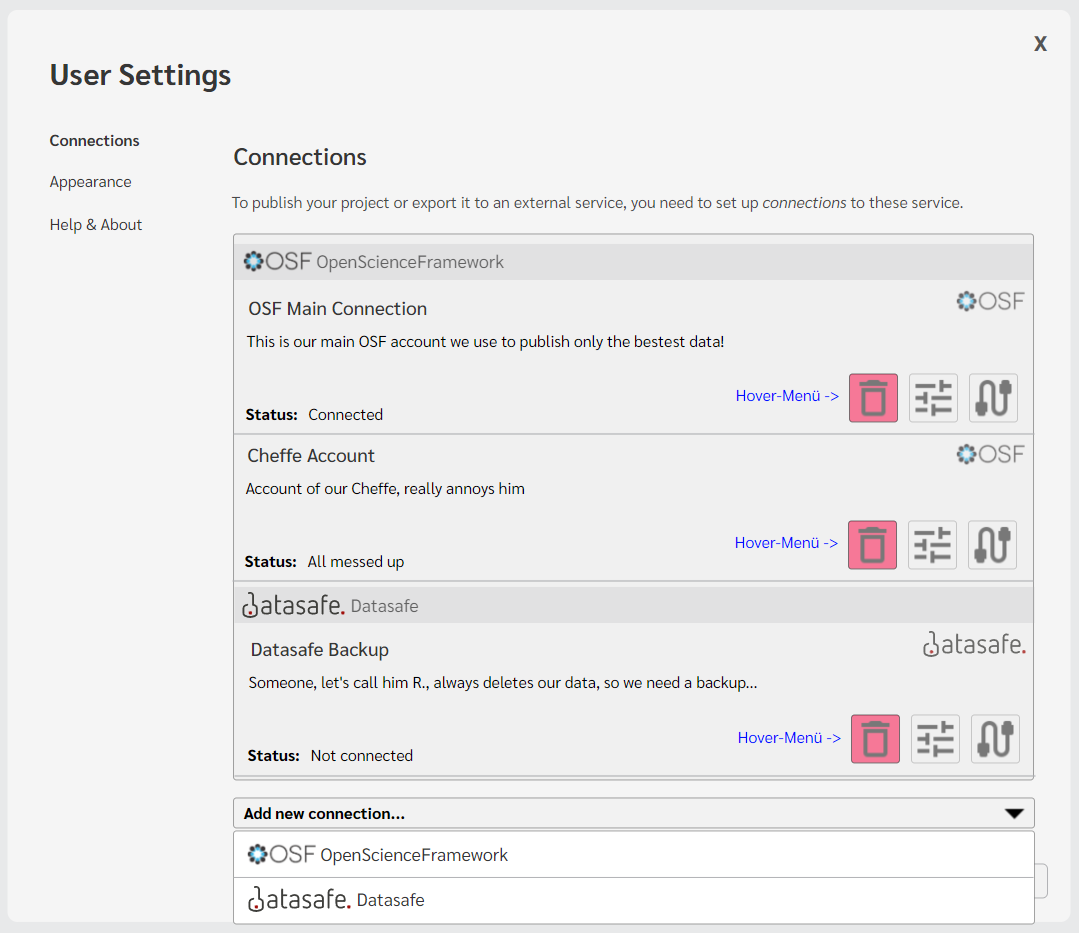 X
User Settings
Connections
Appearance
Help & About
Connections
To publish your project or export it to an external service, you need to set up connections to these service.
OSF OpenScienceFramework
OSF Main Connection
OSF
This is our main OSF account we use to publish only the bestest data!
Hover-Menü ->
Status: Connected
Cheffe Account
OSF
Account of our Cheffe, really annoys him
Hover-Menü ->
Status: All messed up
datasafe. Datasafe
Datasafe Backup
datasafe.
Someone, let's call him R., always deletes our data, so we need a backup...
Hover-Menü ->
Status: Not connected
Add new connection...
OSF OpenScienceFramework
datasafe. Datasafe